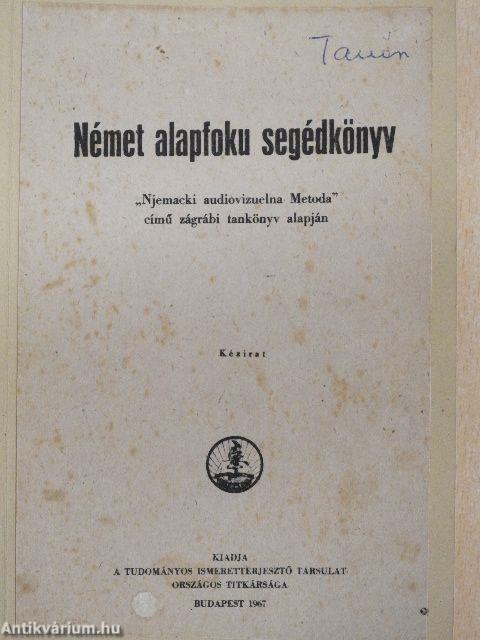 Tanún
Német alapfoku segédkönyv
„Njemacki audiovizuelna Metoda”
című zágrábi tankönyv alapján
Kézirat
KIADJA
A TUDOMÁNYOS ISMERETTERJESZTŐ TÁRSULAT
ORSZÁGOS TITKÁRSÁGA
BUDAPEST 1967
Antikvárium.hu